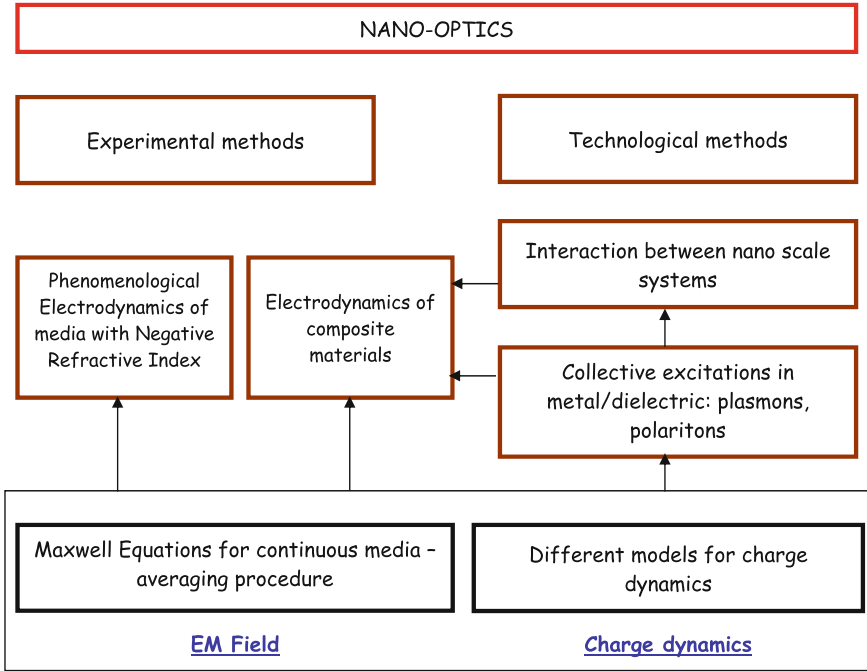 NANO-OPTICS
Experimental methods
Technological methods
Interaction between nano scale
systems
Phenomenological
Electrodynamics of
media with Negative
Refractive Index
Electrodynamics of
composite
materials
Collective excitations in
metal/dielectric: plasmons,
polaritons
Maxwell Equations for continuous media –
averaging procedure
Different models for charge
dynamics
EM Field
Charge dynamics